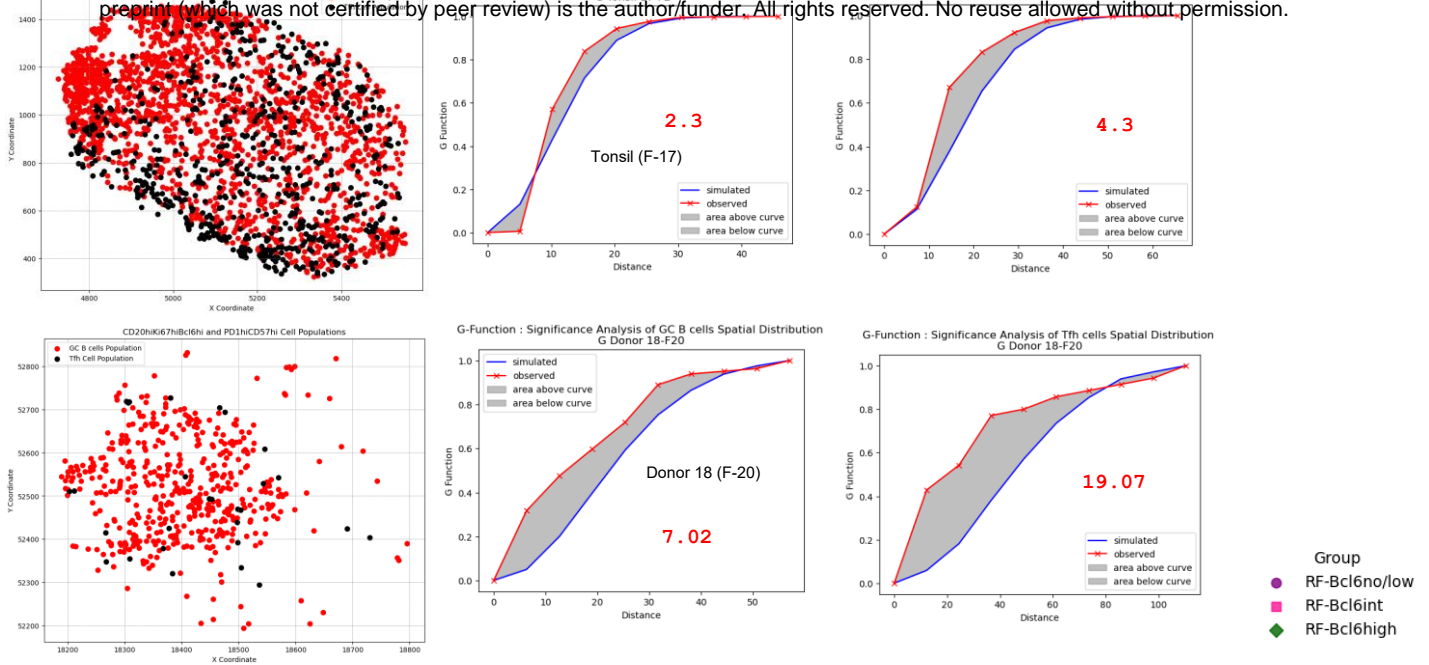 preprint (which was not certified by peer review) is the author/funder. All rights reserved. No reuse allowed without permission.
1400
1200
1000
800
600
400
Y Coordinate
4800 5000 5200 5400
X Coordinate
1.0
0.8
0.6
0.4
0.2
0.0
G Function
2.3
Tonsil (F-17)
simulated
observed
area above curve
area below curve
0 10 20 30 40
Distance
1.0
0.8
0.6
0.4
0.2
0.0
G Function
4.3
simulated
observed
area above curve
area below curve
0 10 20 30 40 50 60
Distance
CD20hiKi67hiBcl6hi and PD1hiCD57hi Cell Populations
GC B cells Population
Tfh Cell Population
52800
52700
52600
52500
52400
52300
52200
Y Coordinate
18200 18300 18400 18500 18600 18700 18800
X Coordinate
G-Function : Significance Analysis of GC B cells Spatial Distribution
G Donor 18-F20
simulated
observed
area above curve
area below curve
1.0
0.8
0.6
0.4
0.2
0.0
G Function
Donor 18 (F-20)
7.02
0 10 20 30 40 50
Distance
G-Function : Significance Analysis of Tfh cells Spatial Distribution
G Donor 18-F20
1.0
0.8
0.6
0.4
0.2
0.0
G Function
19.07
simulated
observed
area above curve
area below curve
0 20 40 60 80 100
Distance
Group
RF-Bcl6no/low
RF-Bcl6int
RF-Bcl6high